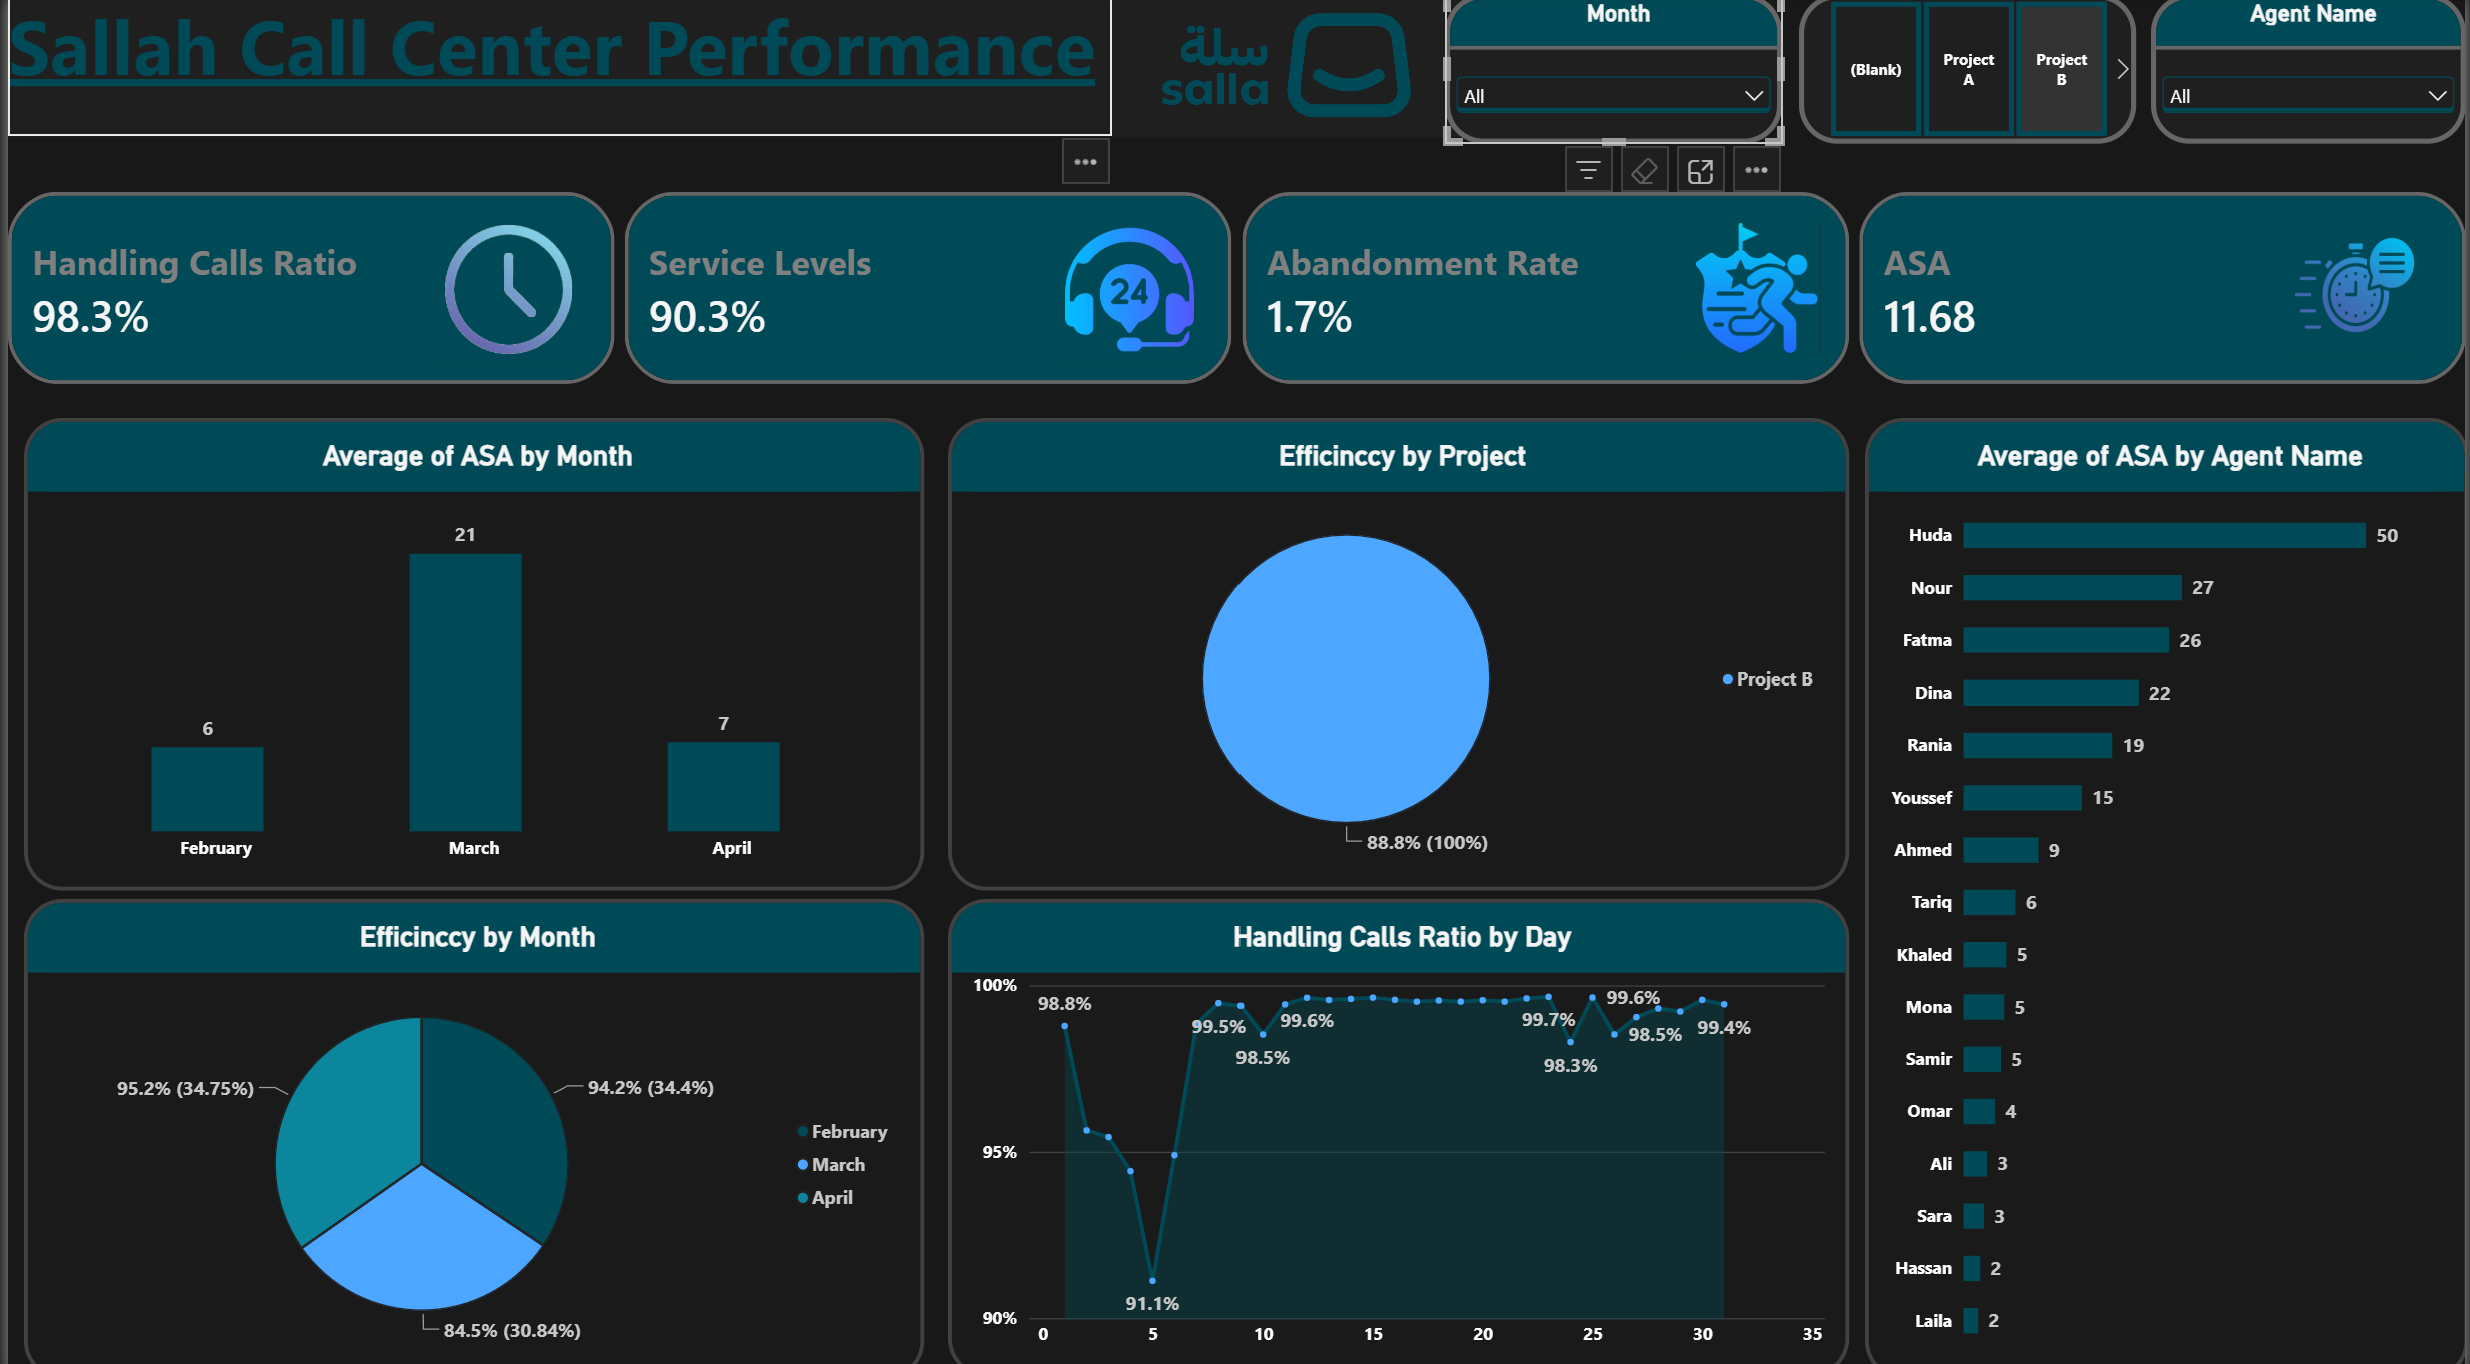 Sallah Call Center Performance
سلة
salla
Month
All
(Blank)
Project
A
Project
B
Agent Name
All
Handling Calls Ratio
98.3%
Service Levels
90.3%
24
Abandonment Rate
1.7%
ASA
11.68
Average of ASA by Month
21
6
7
February
March
April
Efficinccy by Project
Project B
88.8% (100%)
Average of ASA by Agent Name
Huda 50
Nour 27
Fatma 26
Dina 22
Rania 19
Youssef 15
Ahmed 9
Tariq 6
Khaled 5
Mona 5
Samir 5
Omar 4
Ali 3
Sara 3
Hassan 2
Laila 2
Efficinccy by Month
95.2% (34.75%)
94.2% (34.4%)
84.5% (30.84%)
February
March
April
Handling Calls Ratio by Day
100%
95%
90%
98.8%
91.1%
99.5%
98.5%
99.6%
99.7%
98.3%
99.6%
98.5%
99.4%
0 5 10 15 20 25 30 35